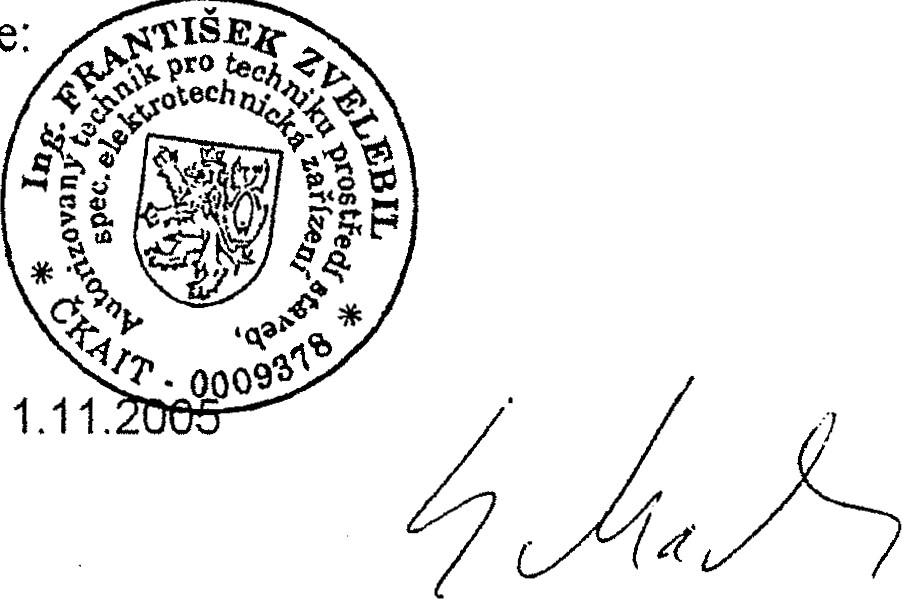 e:
Ing. FRANTIŠEK ZVELEBIL
Autorizovaný technik pro techniku prostředí staveb,
spec. elektrotechnická zařízení
* ČKAIT - 0009378 *
1.11.2005